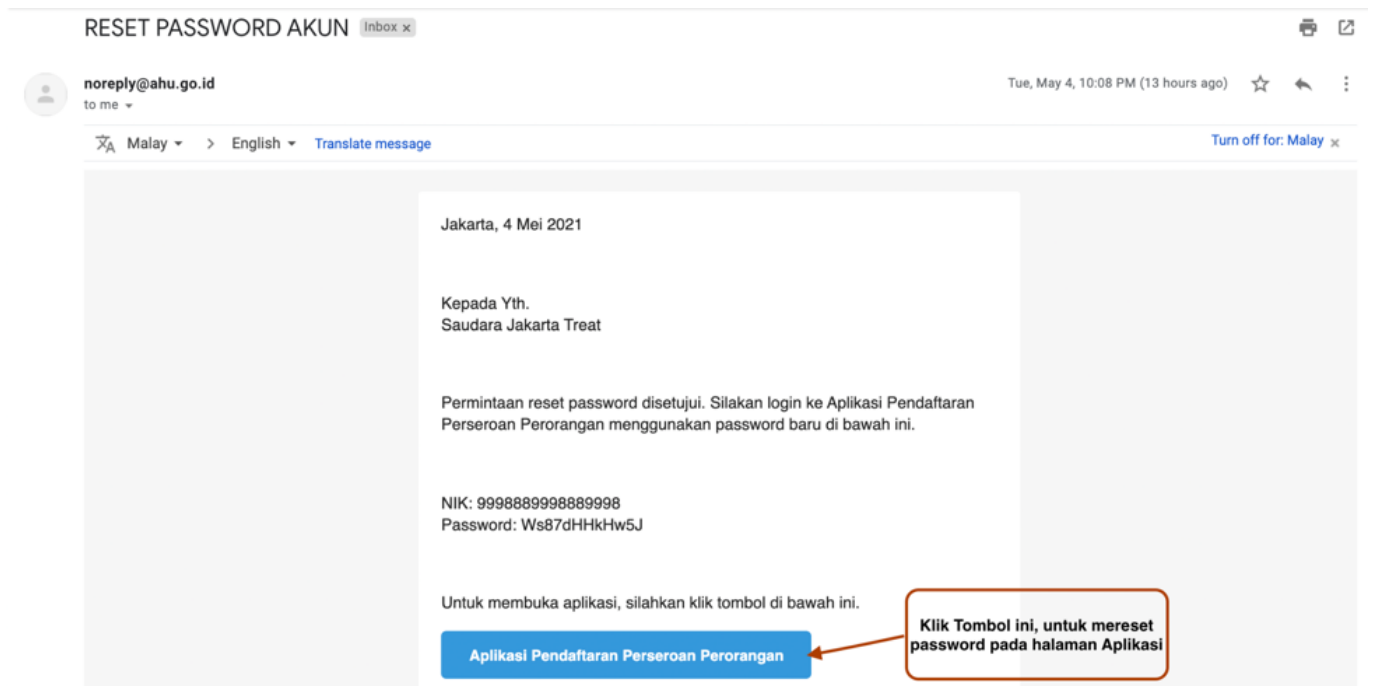 RESET PASSWORD AKUN Inbox x
noreply@ahu.go.id
Tue, May 4, 10:08 PM (13 hours ago)
to me
Malay > English Translate message
Turn off for: Malay x
Jakarta, 4 Mei 2021
Kepada Yth.
Saudara Jakarta Treat
Permintaan reset password disetujui. Silakan login ke Aplikasi Pendaftaran
Perseroan Perorangan menggunakan password baru di bawah ini.
NIK: 9998889998889998
Password: Ws87dHHkHw5J
Untuk membuka aplikasi, silahkan klik tombol di bawah ini.
Aplikasi Pendaftaran Perseroan Perorangan
Klik Tombol ini, untuk mereset
password pada halaman Aplikasi